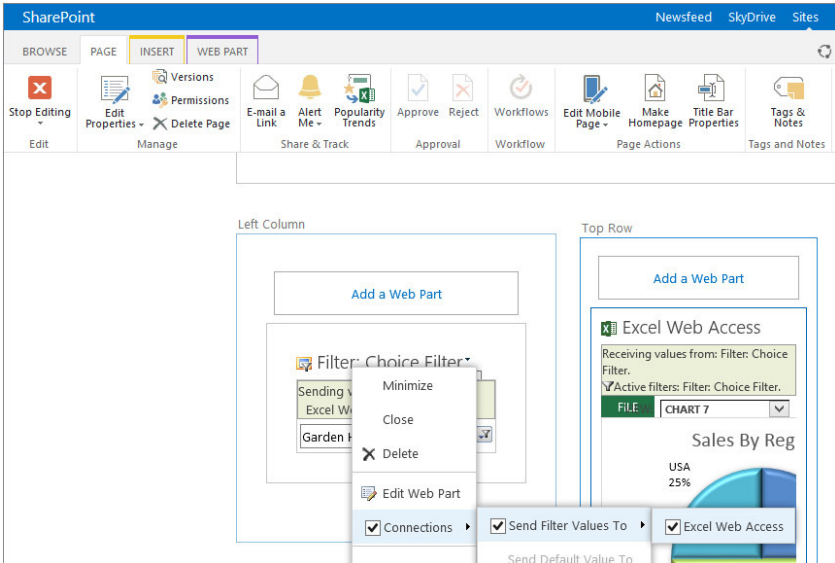 SharePoint
Newsfeed SkyDrive Sites
BROWSE PAGE INSERT WEB PART
Stop Editing
Edit
Edit Properties
Versions
Permissions
Delete Page
Manage
E-mail a Link
Alert Me
Popularity Trends
Share & Track
Approve
Reject
Approval
Workflows
Workflow
Edit Mobile Page
Make Homepage
Title Bar Properties
Page Actions
Tags & Notes
Tags and Notes
Left Column
Add a Web Part
Filter: Choice Filter
Sending
Excel We
Garden H
Minimize
Close
Delete
Edit Web Part
Connections
Send Filter Values To
Excel Web Access
Send Default Value To
Top Row
Add a Web Part
Excel Web Access
Receiving values from: Filter: Choice
Filter.
Active filters: Filter: Choice Filter.
FILE
CHART 7
Sales By Reg
USA
25%